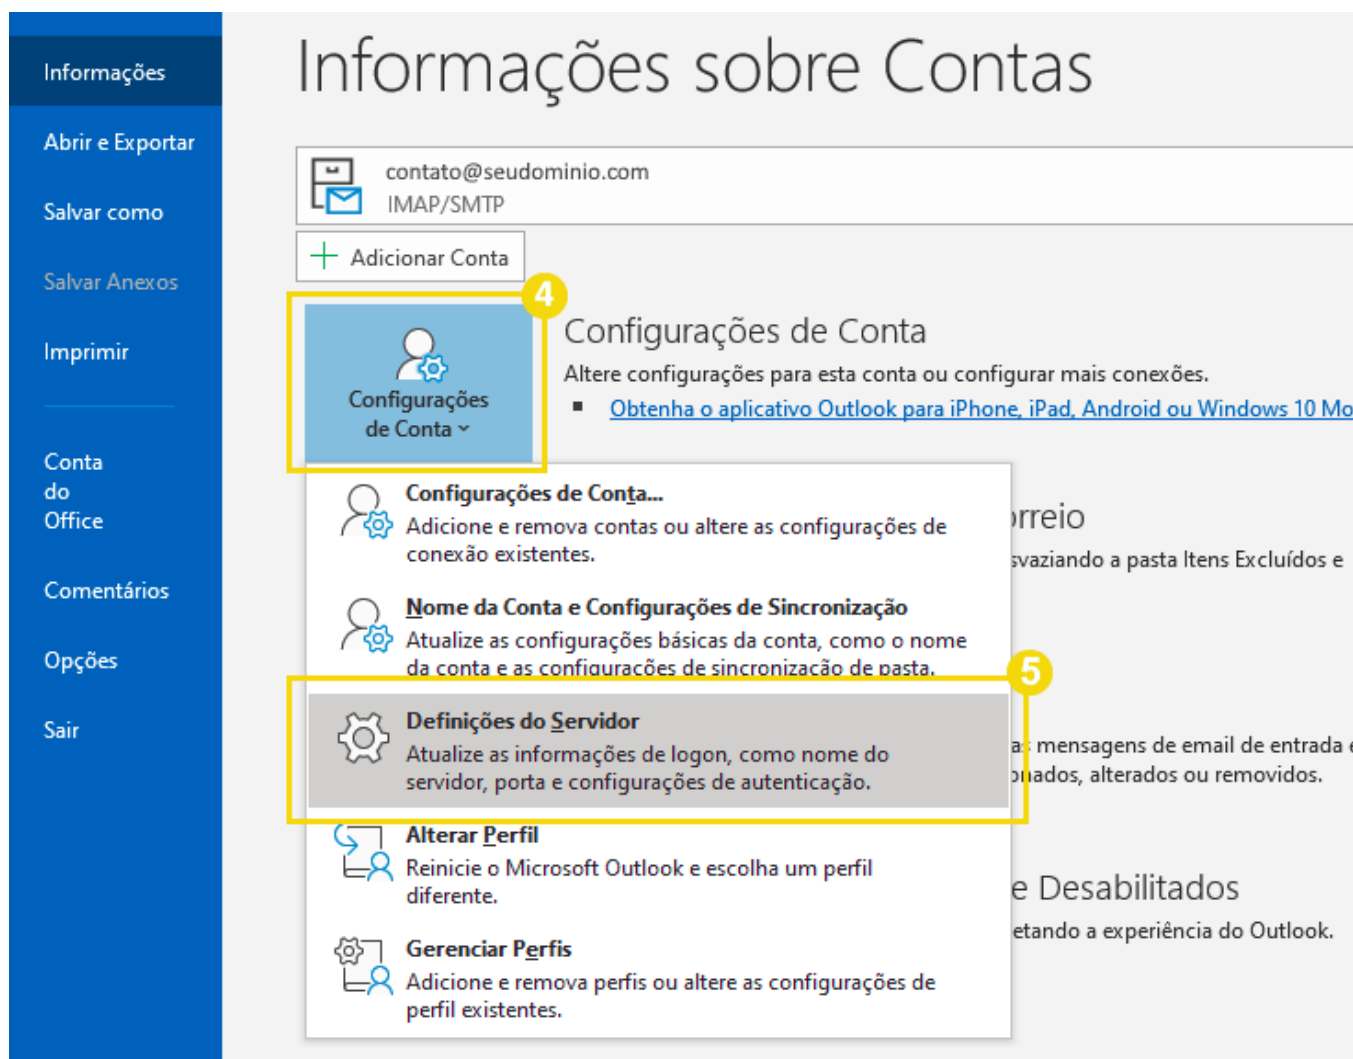 Informações
Abrir e Exportar
Salvar como
Salvar Anexos
Imprimir
Conta
do
Office
Comentários
Opções
Sair
Informações sobre Contas
contato@seudominio.com
IMAP/SMTP
Adicionar Conta
4
Configurações
de Conta
Configurações de Conta
Altere configurações para esta conta ou configurar mais conexões.
Obtenha o aplicativo Outlook para iPhone, iPad, Android ou Windows 10 Mo
Configurações de Conta...
Adicione e remova contas ou altere as configurações de
conexão existentes.
Nome da Conta e Configurações de Sincronização
Atualize as configurações básicas da conta, como o nome
da conta e as configurações de sincronização de pasta.
5
Definições do Servidor
Atualize as informações de logon, como nome do
servidor, porta e configurações de autenticação.
Alterar Perfil
Reinicie o Microsoft Outlook e escolha um perfil
diferente.
Gerenciar Perfis
Adicione e remova perfis ou altere as configurações de
perfil existentes.
orreio
svaziando a pasta Itens Excluídos e
as mensagens de email de entrada e
onados, alterados ou removidos.
e Desabilitados
etando a experiência do Outlook.